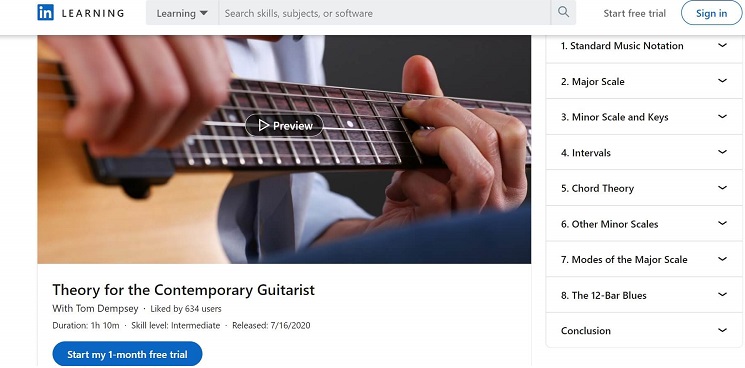 in LEARNING Learning Search skills, subjects, or software Start free trial Sign in
Preview
Theory for the Contemporary Guitarist
With Tom Dempsey · Liked by 634 users
Duration: 1h 10m · Skill level: Intermediate · Released: 7/16/2020
Start my 1-month free trial
1. Standard Music Notation
2. Major Scale
3. Minor Scale and Keys
4. Intervals
5. Chord Theory
6. Other Minor Scales
7. Modes of the Major Scale
8. The 12-Bar Blues
Conclusion